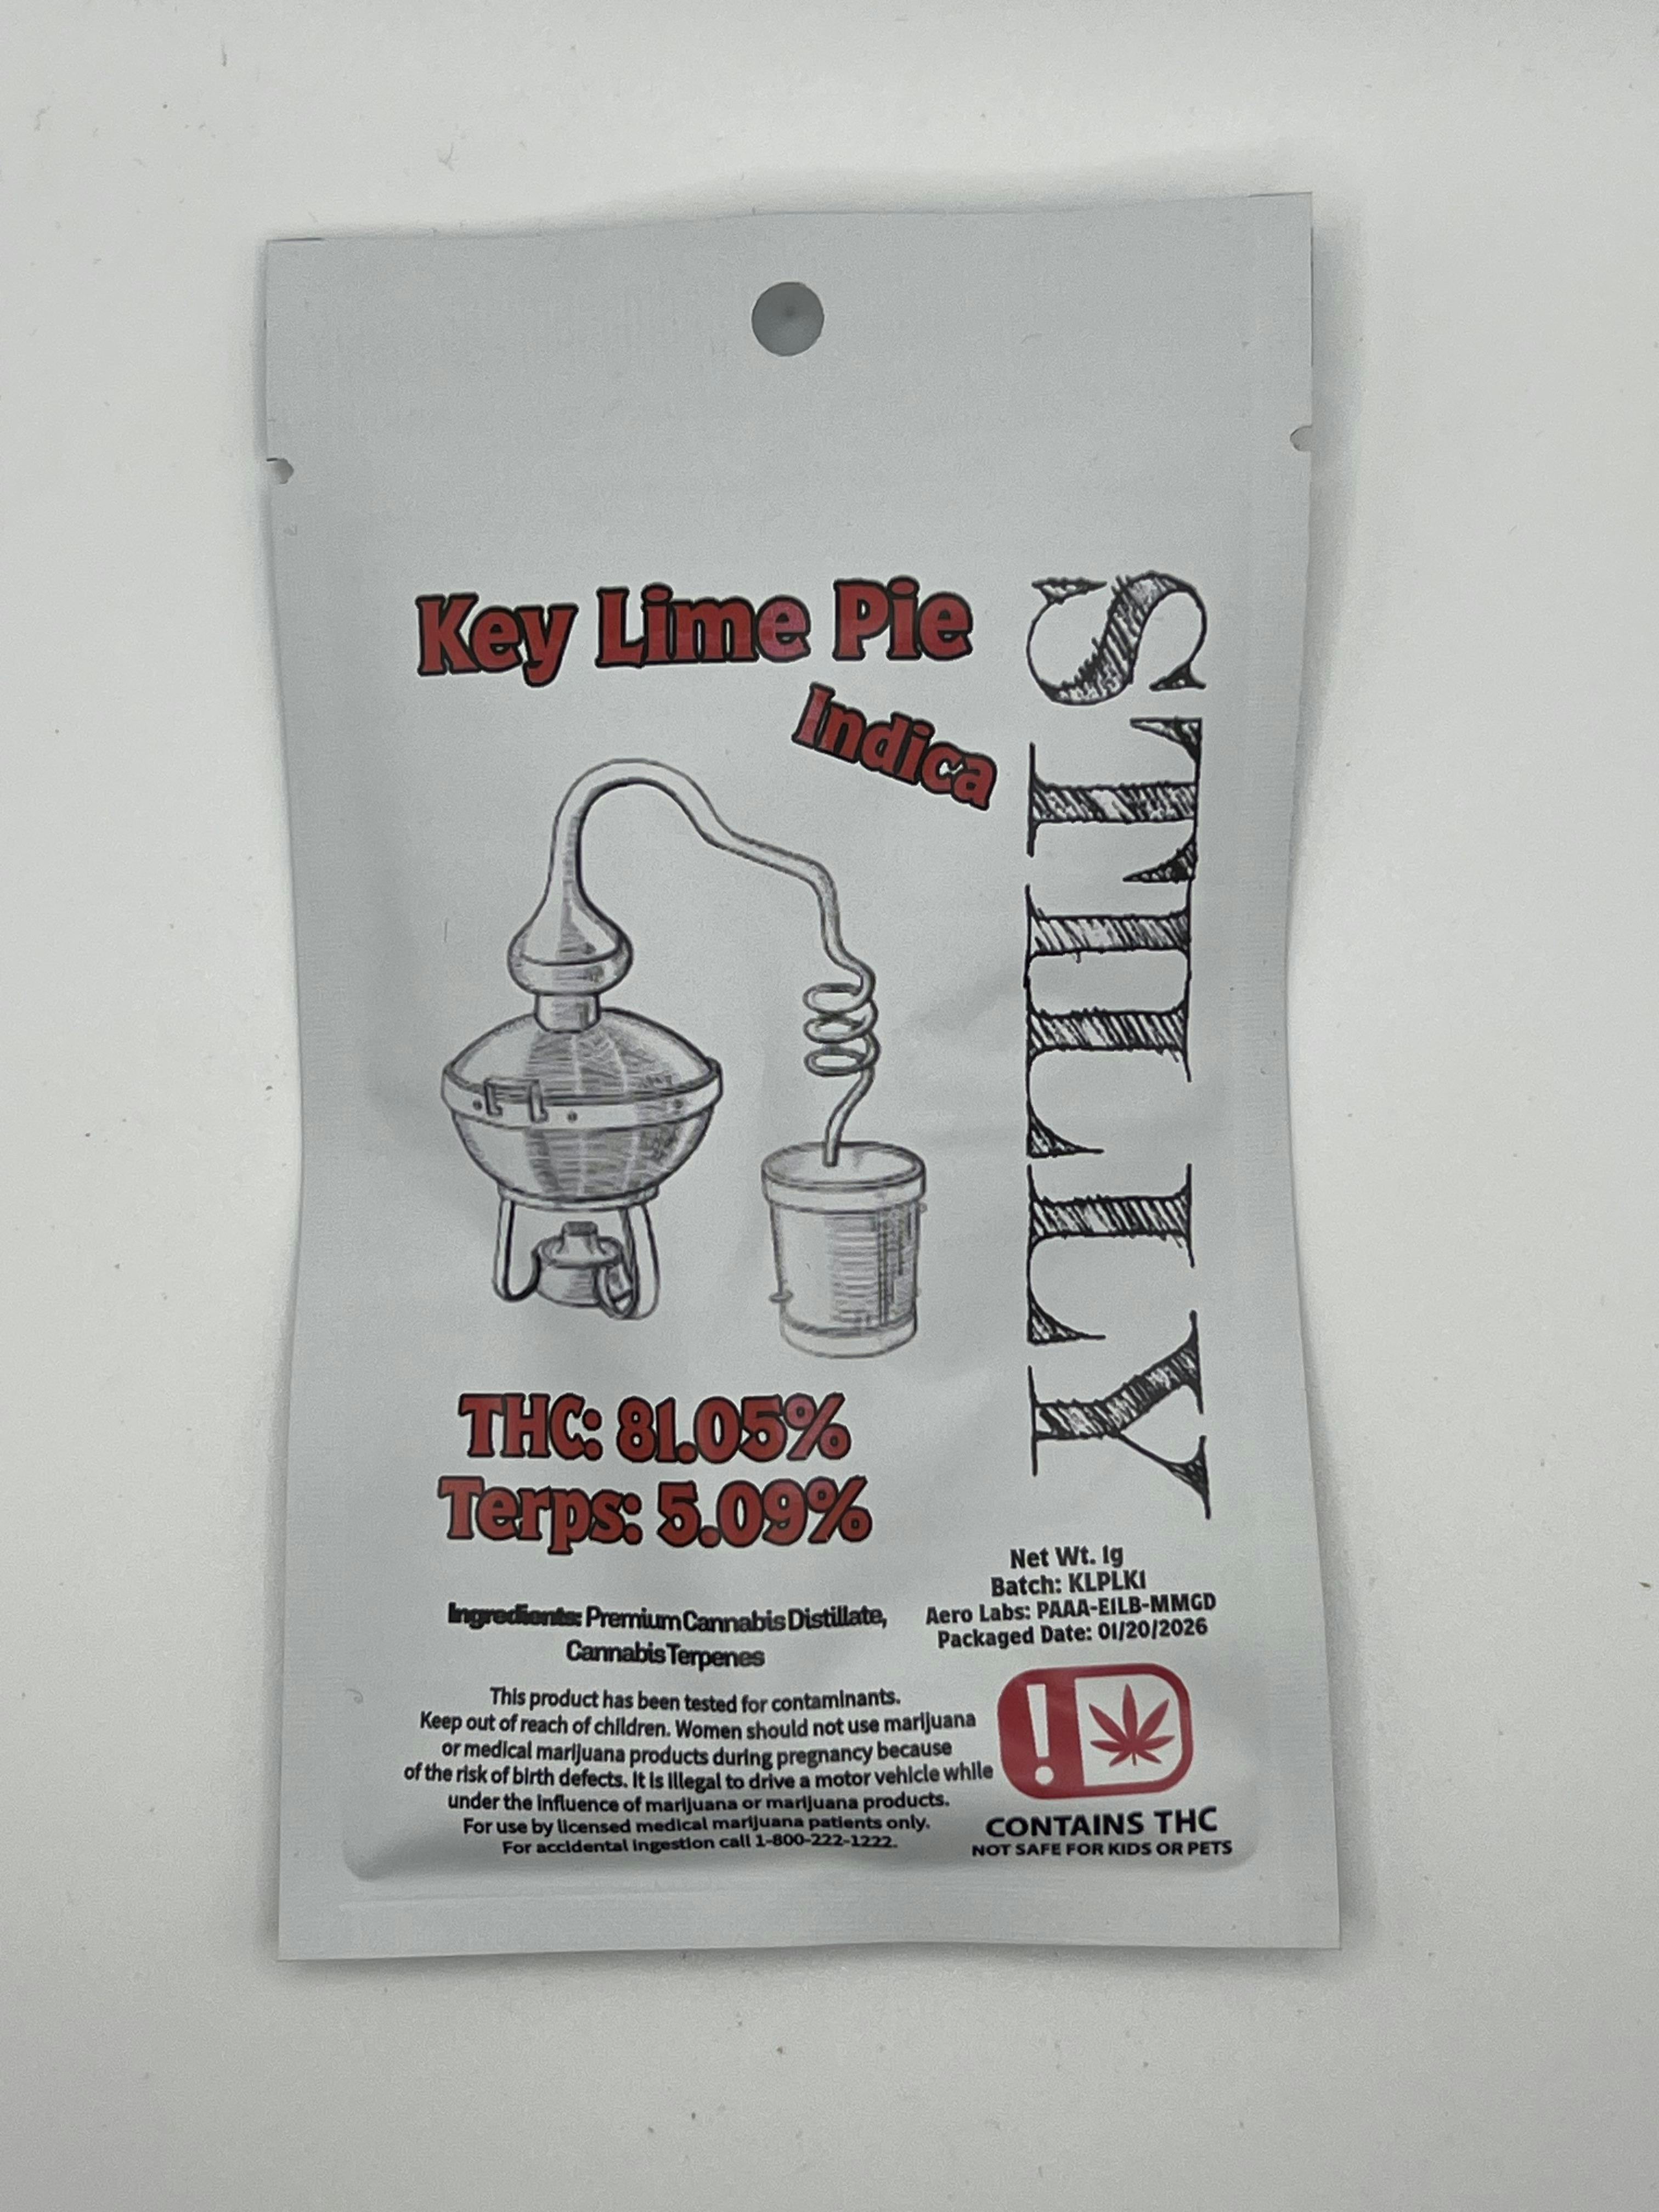 Key Lime Pie
Indica
STILLY
THC: 81.05%
Terps: 5.09%
Net Wt. 1g
Batch: KLPLK1
Aero Labs: PAAA-E1LB-MMGD
Packaged Date: 01/20/2026
Ingredients: Premium Cannabis Distillate,
Cannabis Terpenes
This product has been tested for contaminants.
Keep out of reach of children. Women should not use marijuana
or medical marijuana products during pregnancy because
of the risk of birth defects. It is illegal to drive a motor vehicle while
under the influence of marijuana or marijuana products.
For use by licensed medical marijuana patients only.
For accidental ingestion call 1-800-222-1222.
!
CONTAINS THC
NOT SAFE FOR KIDS OR PETS